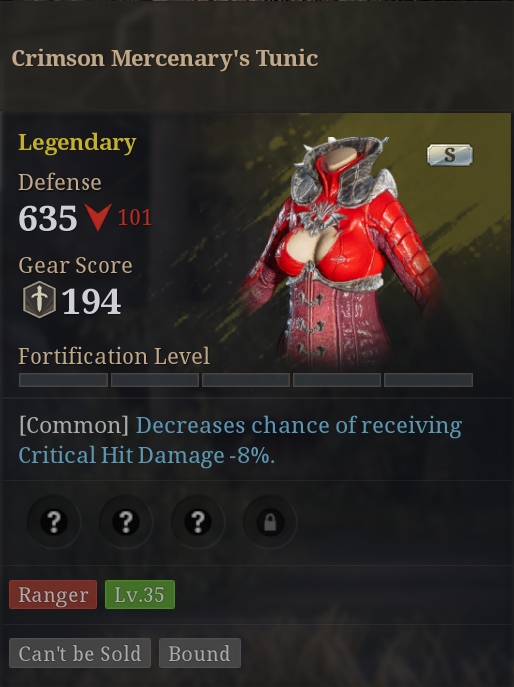 Crimson Mercenary's Tunic
Legendary
S
Defense
635 101
Gear Score
194
Fortification Level
[Common] Decreases chance of receiving
Critical Hit Damage -8%.
? ? ?
Ranger Lv.35
Can't be Sold Bound